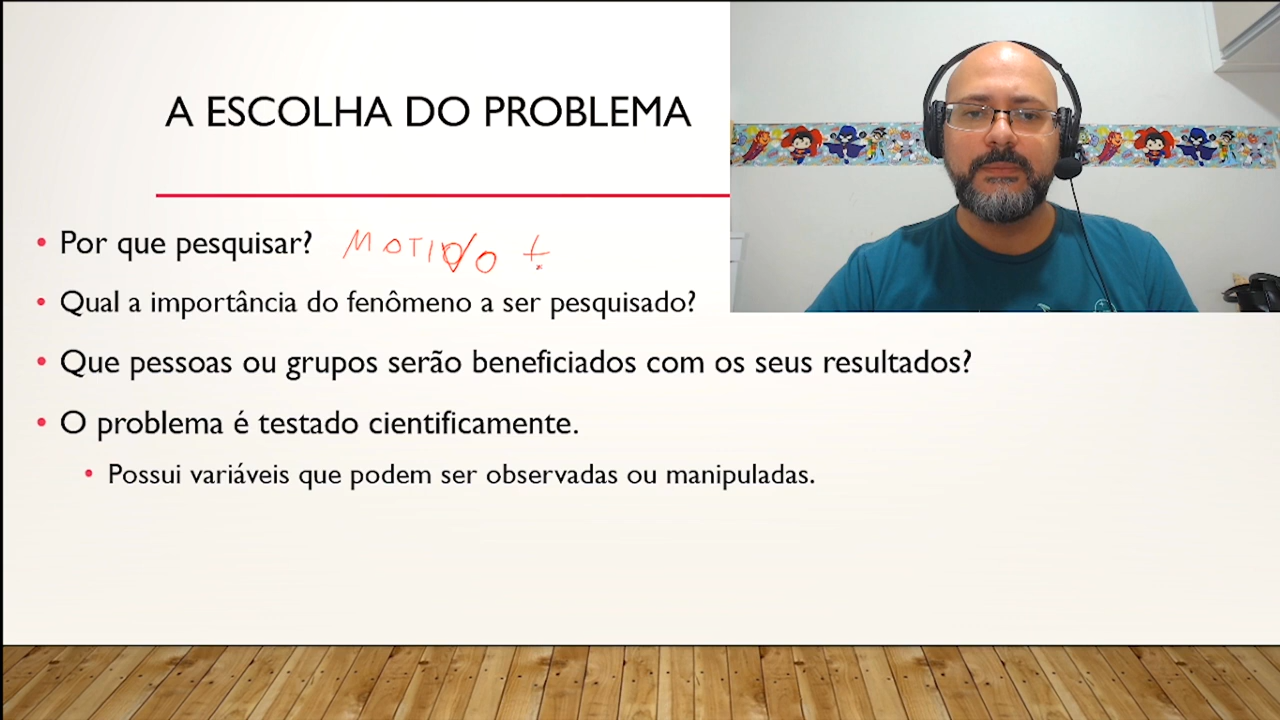 A ESCOLHA DO PROBLEMA
• Por que pesquisar? MOTIVO +
• Qual a importância do fenômeno a ser pesquisado?
• Que pessoas ou grupos serão beneficiados com os seus resultados?
• O problema é testado cientificamente.
• Possui variáveis que podem ser observadas ou manipuladas.